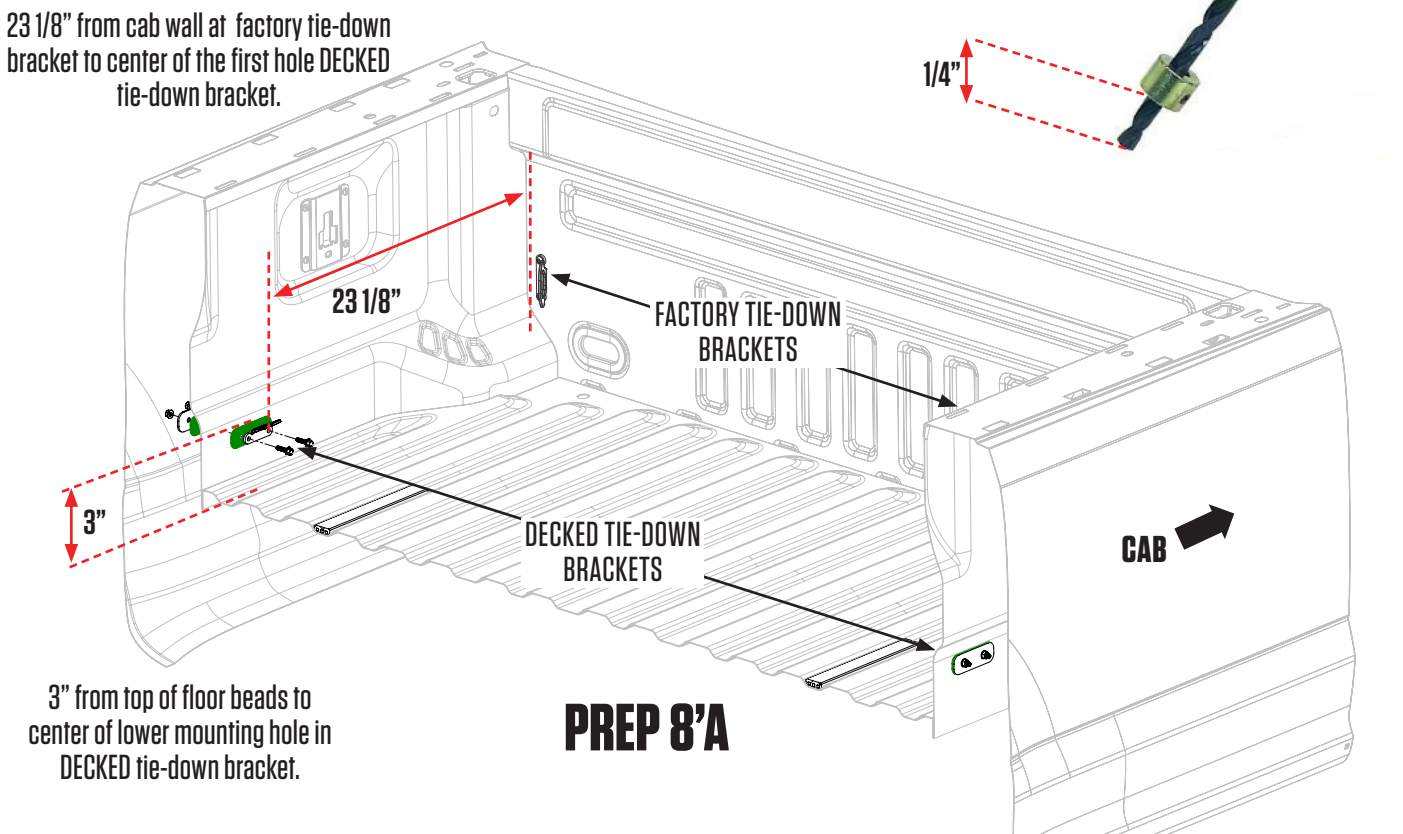 23 1/8” from cab wall at factory tie-down
bracket to center of the first hole DECKED
tie-down bracket.
1/4”
23 1/8”
FACTORY TIE-DOWN
BRACKETS
3”
DECKED TIE-DOWN
BRACKETS
CAB
3” from top of floor beads to
center of lower mounting hole in
DECKED tie-down bracket.
PREP 8’A